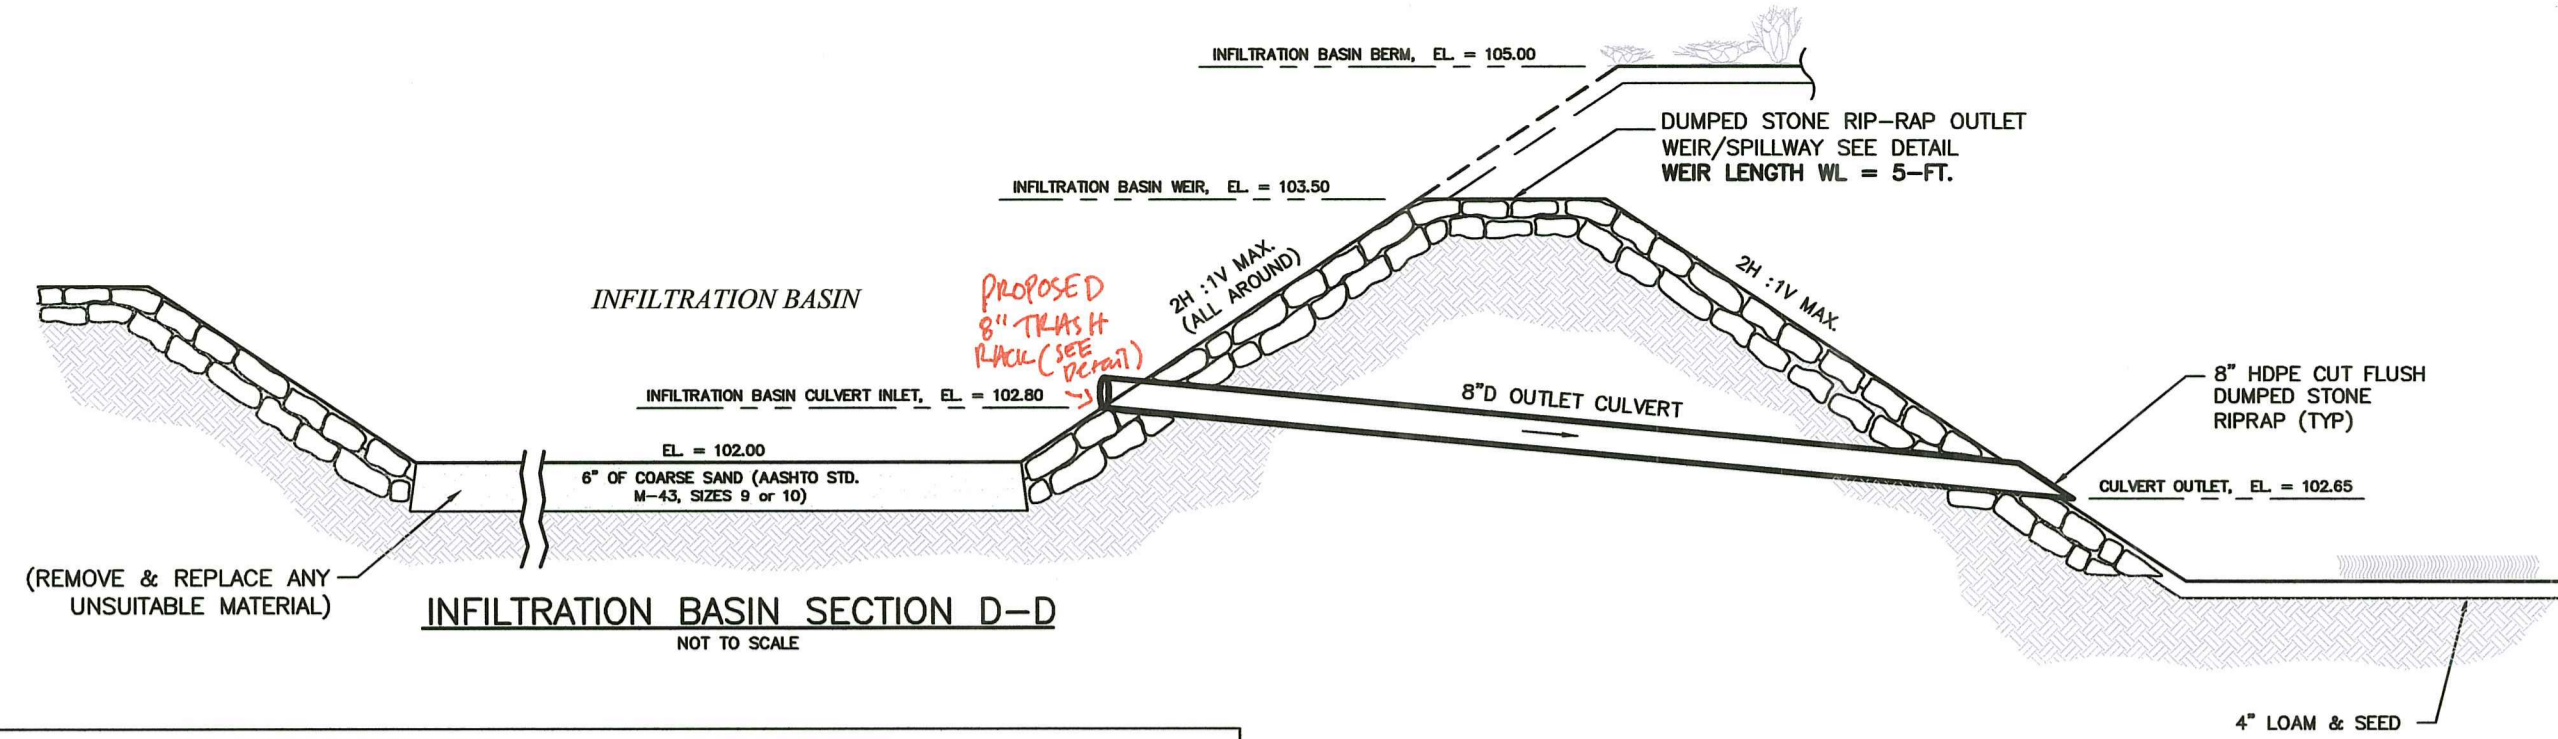 INFILTRATION BASIN BERM, EL. = 105.00
DUMPED STONE RIP-RAP OUTLET
WEIR/SPILLWAY SEE DETAIL
WEIR LENGTH WL = 5-FT.
INFILTRATION BASIN WEIR, EL. = 103.50
2H :1V MAX.
(ALL AROUND)
2H :1V MAX.
INFILTRATION BASIN
PROPOSED
8" TRASH
RACK (SEE
Detail)
INFILTRATION BASIN CULVERT INLET, EL. = 102.80
8"D OUTLET CULVERT
8" HDPE CUT FLUSH
DUMPED STONE
RIPRAP (TYP)
EL. = 102.00
6" OF COARSE SAND (AASHTO STD.
M-43, SIZES 9 or 10)
CULVERT OUTLET, EL. = 102.65
(REMOVE & REPLACE ANY
UNSUITABLE MATERIAL)
INFILTRATION BASIN SECTION D-D
NOT TO SCALE
4" LOAM & SEED